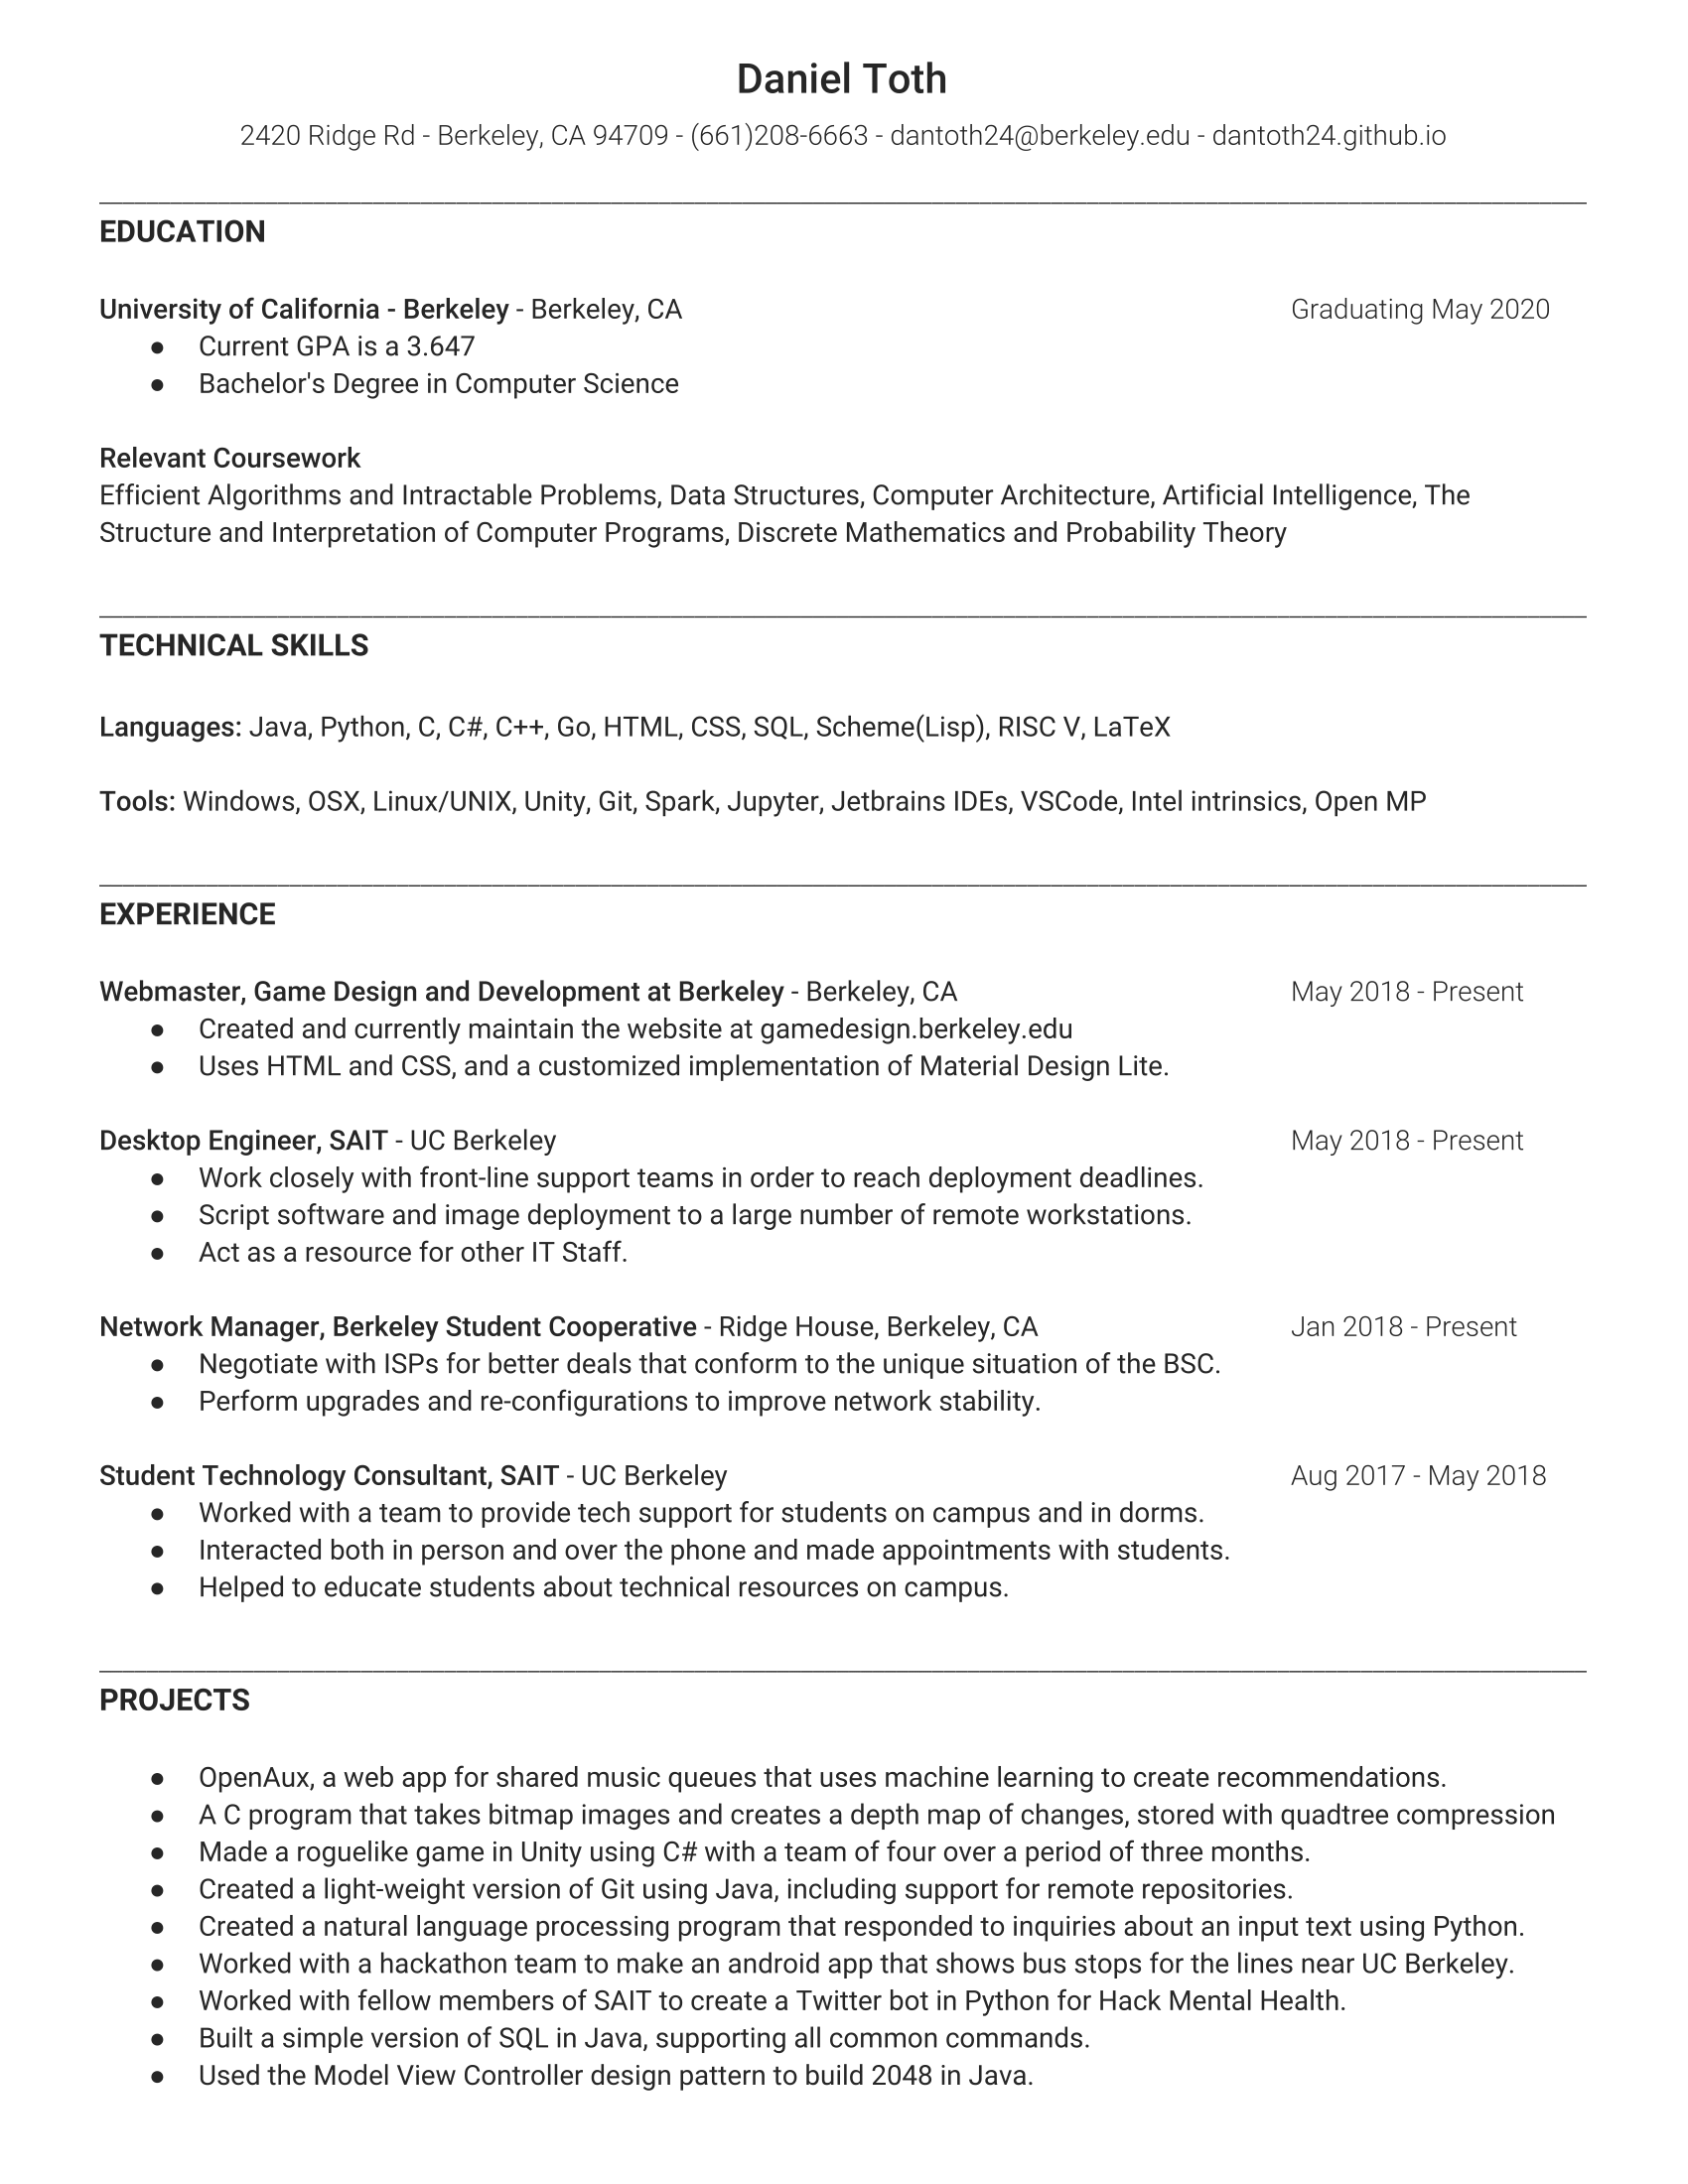 Daniel Toth
2420 Ridge Rd - Berkeley, CA 94709 - (661)208-6663 - dantoth24@berkeley.edu - dantoth24.github.io
EDUCATION
University of California - Berkeley - Berkeley, CA Graduating May 2020
● Current GPA is a 3.647
● Bachelor's Degree in Computer Science
Relevant Coursework
Efficient Algorithms and Intractable Problems, Data Structures, Computer Architecture, Artificial Intelligence, The
Structure and Interpretation of Computer Programs, Discrete Mathematics and Probability Theory
TECHNICAL SKILLS
Languages: Java, Python, C, C#, C++, Go, HTML, CSS, SQL, Scheme(Lisp), RISC V, LaTeX
Tools: Windows, OSX, Linux/UNIX, Unity, Git, Spark, Jupyter, Jetbrains IDEs, VSCode, Intel intrinsics, Open MP
EXPERIENCE
Webmaster, Game Design and Development at Berkeley - Berkeley, CA May 2018 - Present
● Created and currently maintain the website at gamedesign.berkeley.edu
● Uses HTML and CSS, and a customized implementation of Material Design Lite.
Desktop Engineer, SAIT - UC Berkeley May 2018 - Present
● Work closely with front-line support teams in order to reach deployment deadlines.
● Script software and image deployment to a large number of remote workstations.
● Act as a resource for other IT Staff.
Network Manager, Berkeley Student Cooperative - Ridge House, Berkeley, CA Jan 2018 - Present
● Negotiate with ISPs for better deals that conform to the unique situation of the BSC.
● Perform upgrades and re-configurations to improve network stability.
Student Technology Consultant, SAIT - UC Berkeley Aug 2017 - May 2018
● Worked with a team to provide tech support for students on campus and in dorms.
● Interacted both in person and over the phone and made appointments with students.
● Helped to educate students about technical resources on campus.
PROJECTS
● OpenAux, a web app for shared music queues that uses machine learning to create recommendations.
● A C program that takes bitmap images and creates a depth map of changes, stored with quadtree compression
● Made a roguelike game in Unity using C# with a team of four over a period of three months.
● Created a light-weight version of Git using Java, including support for remote repositories.
● Created a natural language processing program that responded to inquiries about an input text using Python.
● Worked with a hackathon team to make an android app that shows bus stops for the lines near UC Berkeley.
● Worked with fellow members of SAIT to create a Twitter bot in Python for Hack Mental Health.
● Built a simple version of SQL in Java, supporting all common commands.
● Used the Model View Controller design pattern to build 2048 in Java.